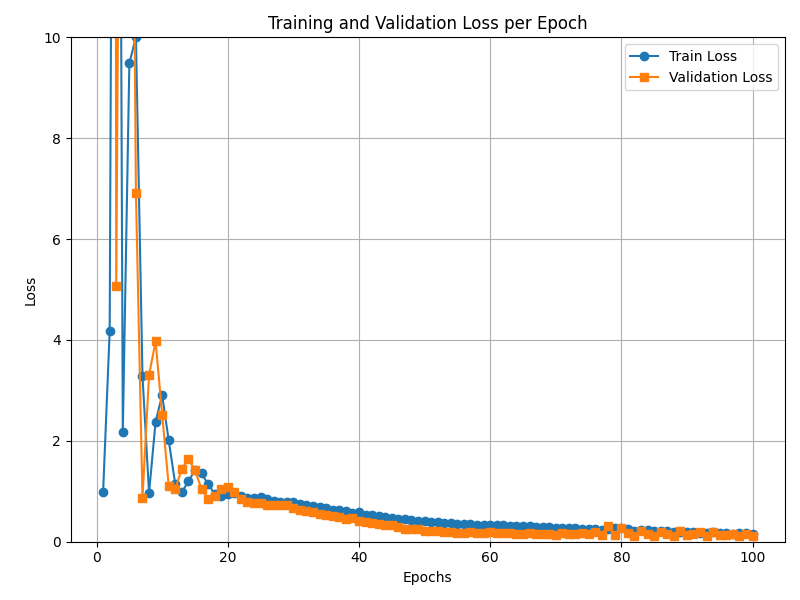 Training and Validation Loss per Epoch
Train Loss
Validation Loss
10
8
6
4
2
0
Loss
0 20 40 60 80 100
Epochs